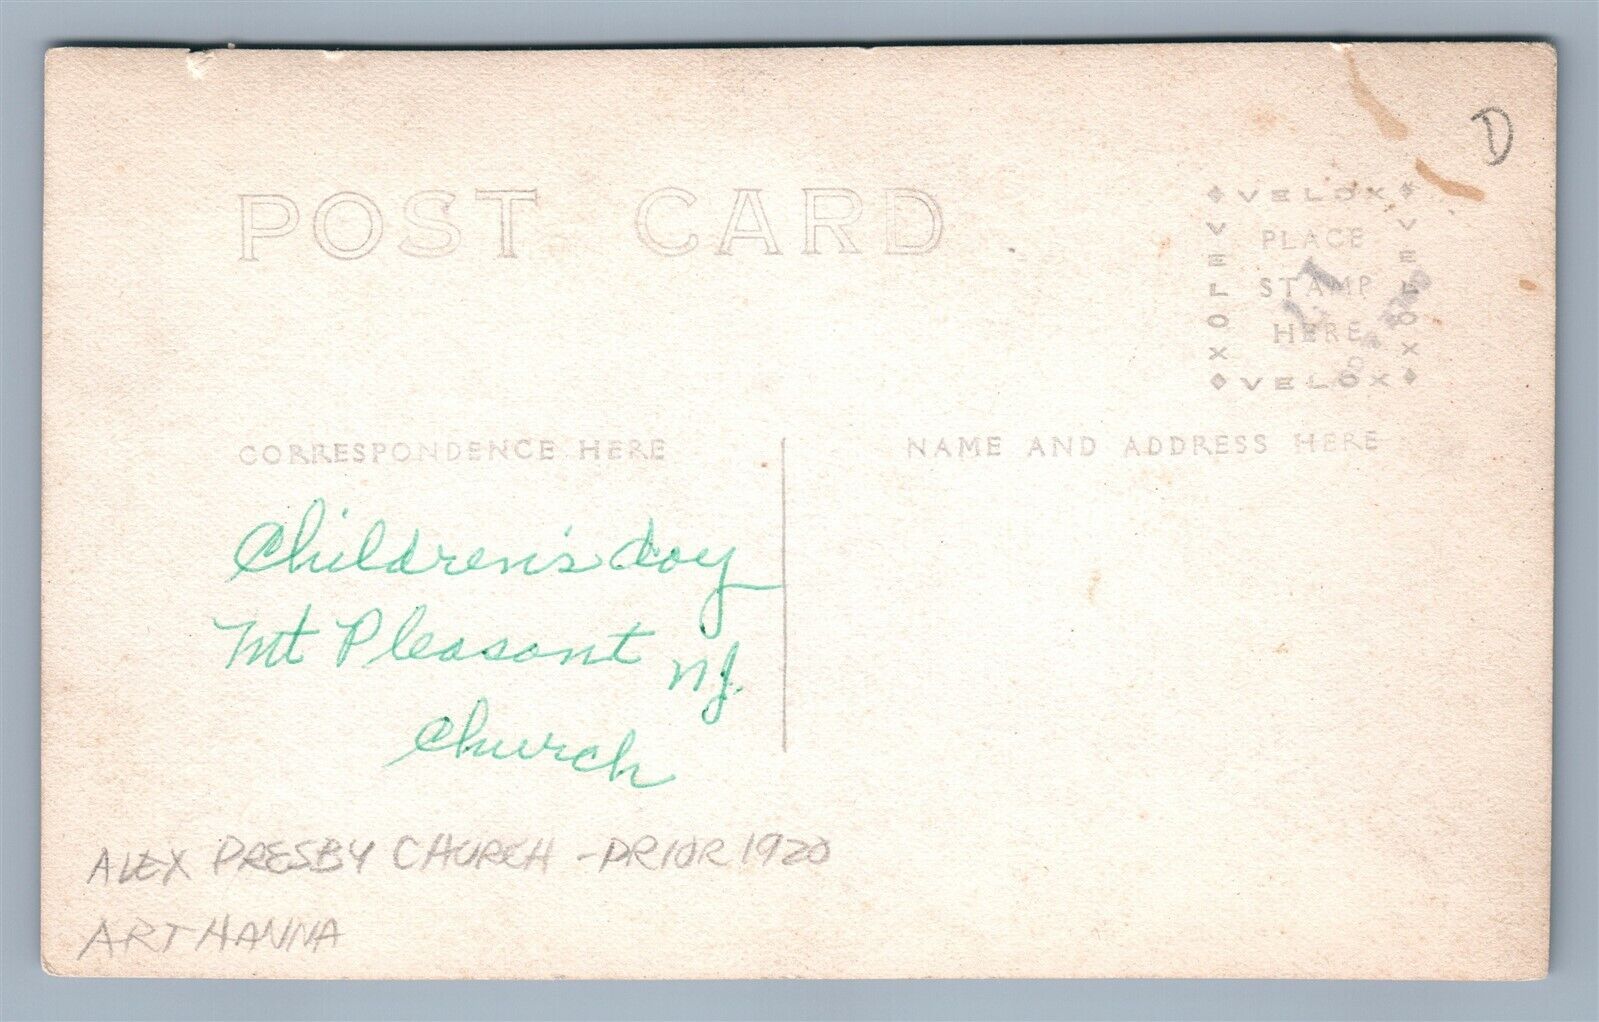 D
POST CARD
VELOX
VELOX
VELOX
VELOX
PLACE
STAMP
HERE
CORRESPONDENCE HERE
NAME AND ADDRESS HERE
Children's day
Mt Pleasant NJ.
Church
ALEX PRESBY CHURCH - PRIOR 1920
ART HANNA